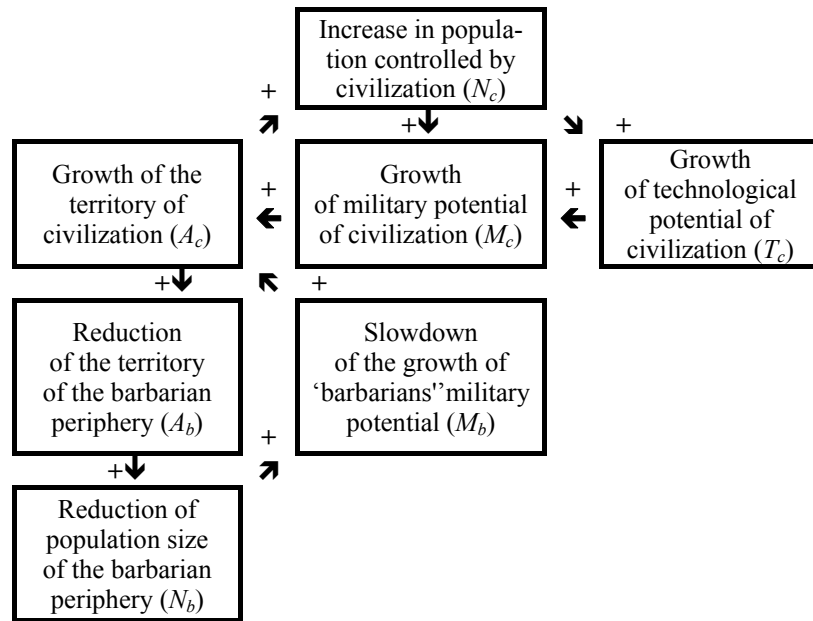 Increase in popula-
tion controlled by
civilization (Nc)
+
+
+
Growth of the
territory of
civilization (Ac)
+
Growth
of military potential
of civilization (Mc)
+
Growth
of technological
potential of
civilization (Tc)
+
+
Reduction
of the territory
of the barbarian
periphery (Ab)
Slowdown
of the growth of
‘barbarians'’military
potential (Mb)
+
+
Reduction of
population size
of the barbarian
periphery (Nb)